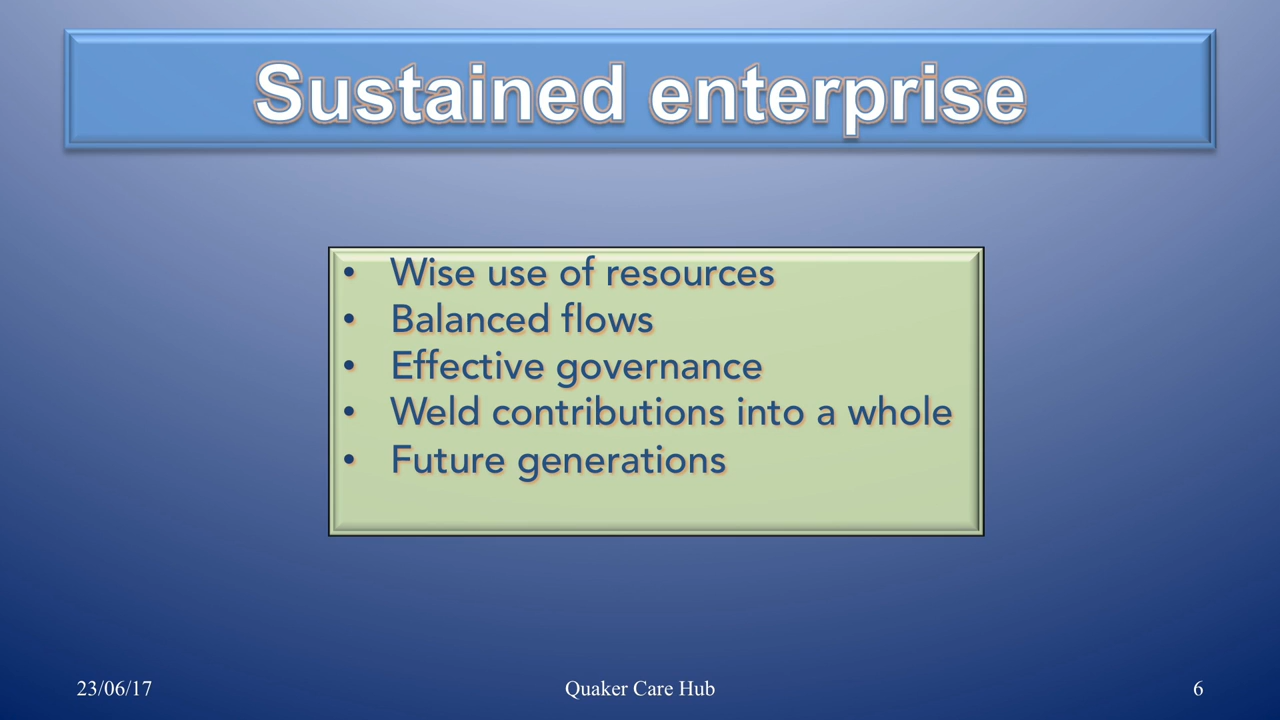 Sustained enterprise
• Wise use of resources
• Balanced flows
• Effective governance
• Weld contributions into a whole
• Future generations
23/06/17
Quaker Care Hub
6